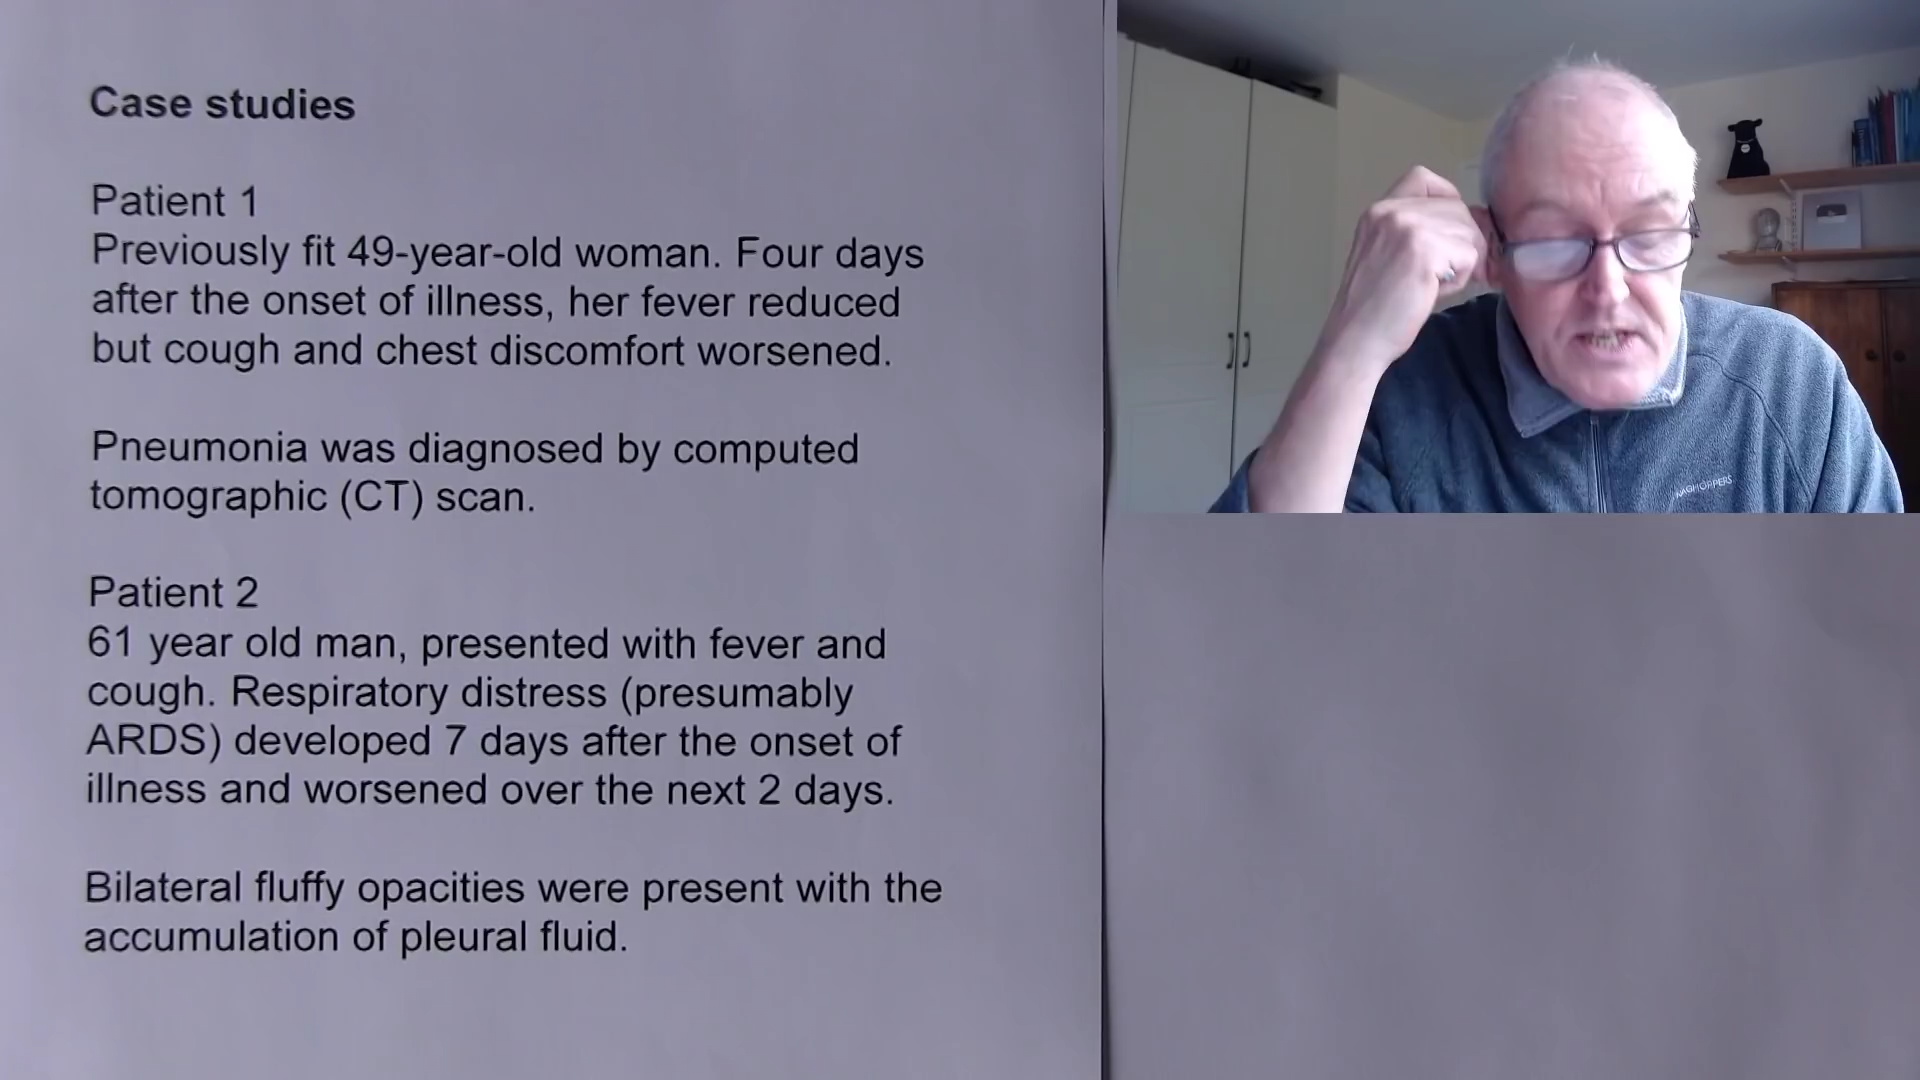 Case studies
Patient 1
Previously fit 49-year-old woman. Four days
after the onset of illness, her fever reduced
but cough and chest discomfort worsened.
Pneumonia was diagnosed by computed
tomographic (CT) scan.
Patient 2
61 year old man, presented with fever and
cough. Respiratory distress (presumably
ARDS) developed 7 days after the onset of
illness and worsened over the next 2 days.
Bilateral fluffy opacities were present with the
accumulation of pleural fluid.